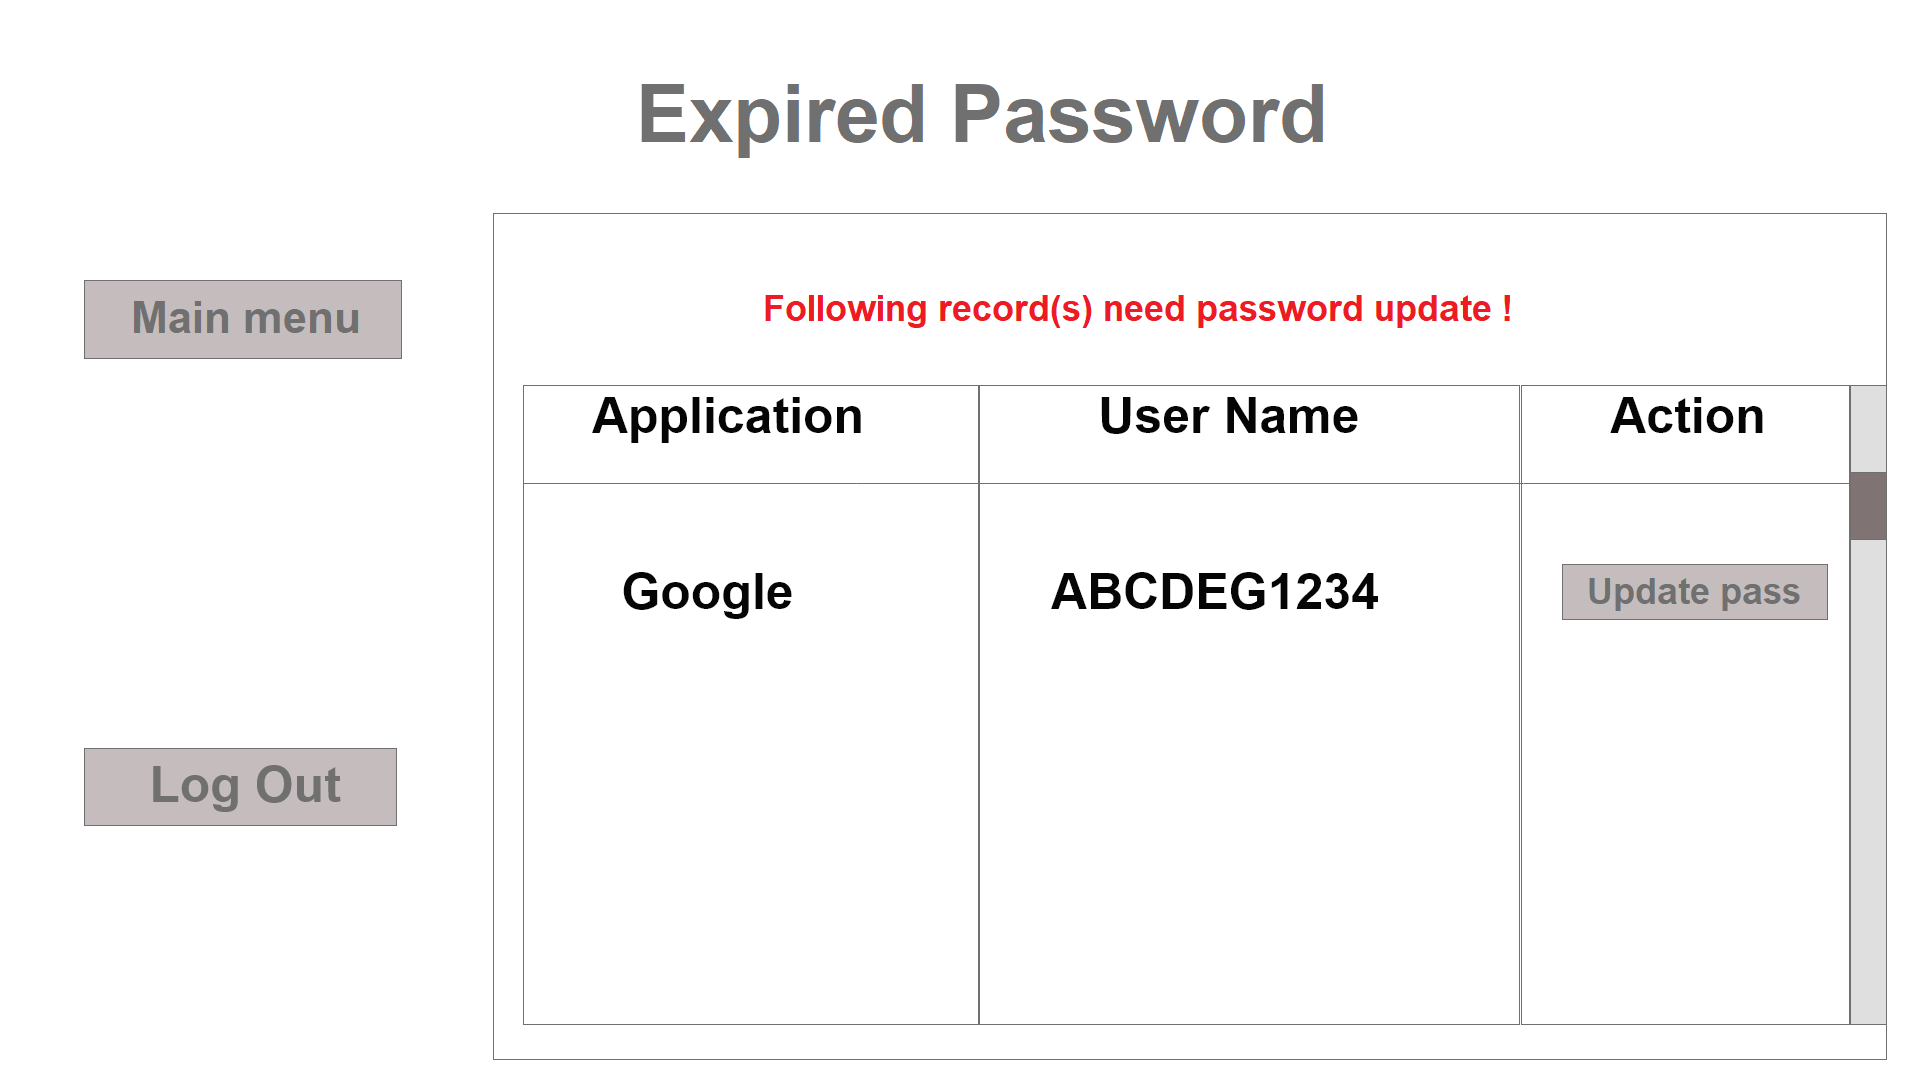 Expired Password
Main menu
Following record(s) need password update !
Application User Name Action
Google ABCDEG1234 Update pass
Log Out